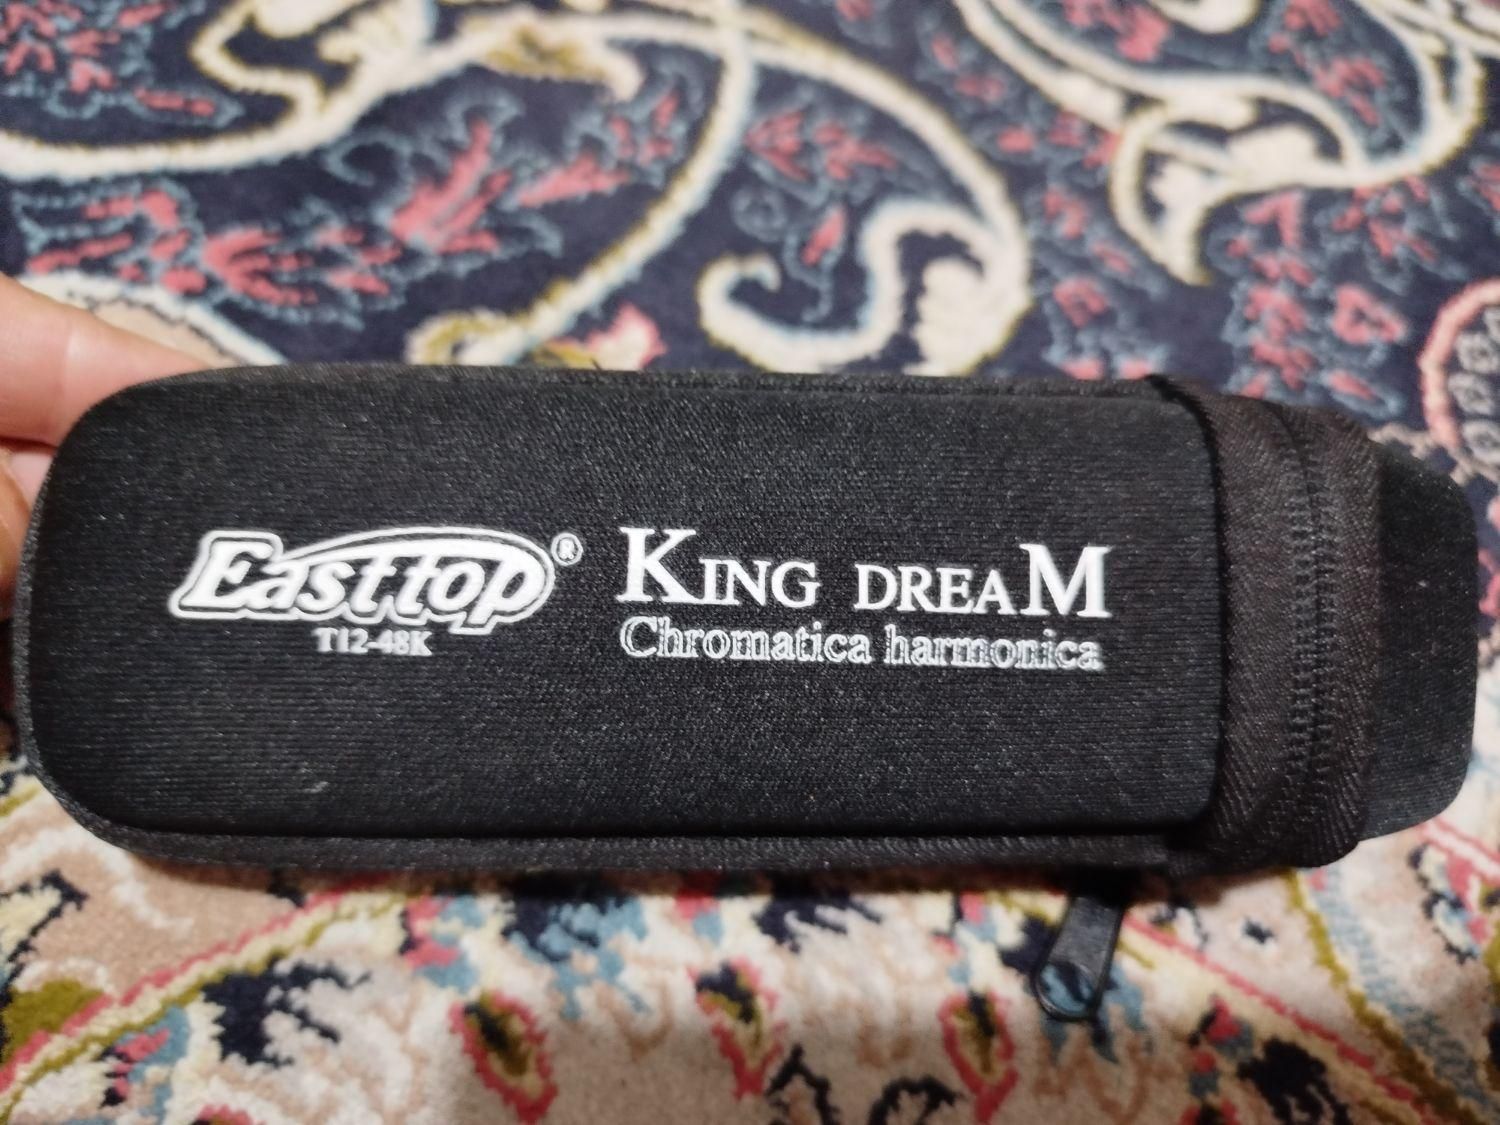 Easttop®
T12-48K
KING DREAM
Chromatica harmonica